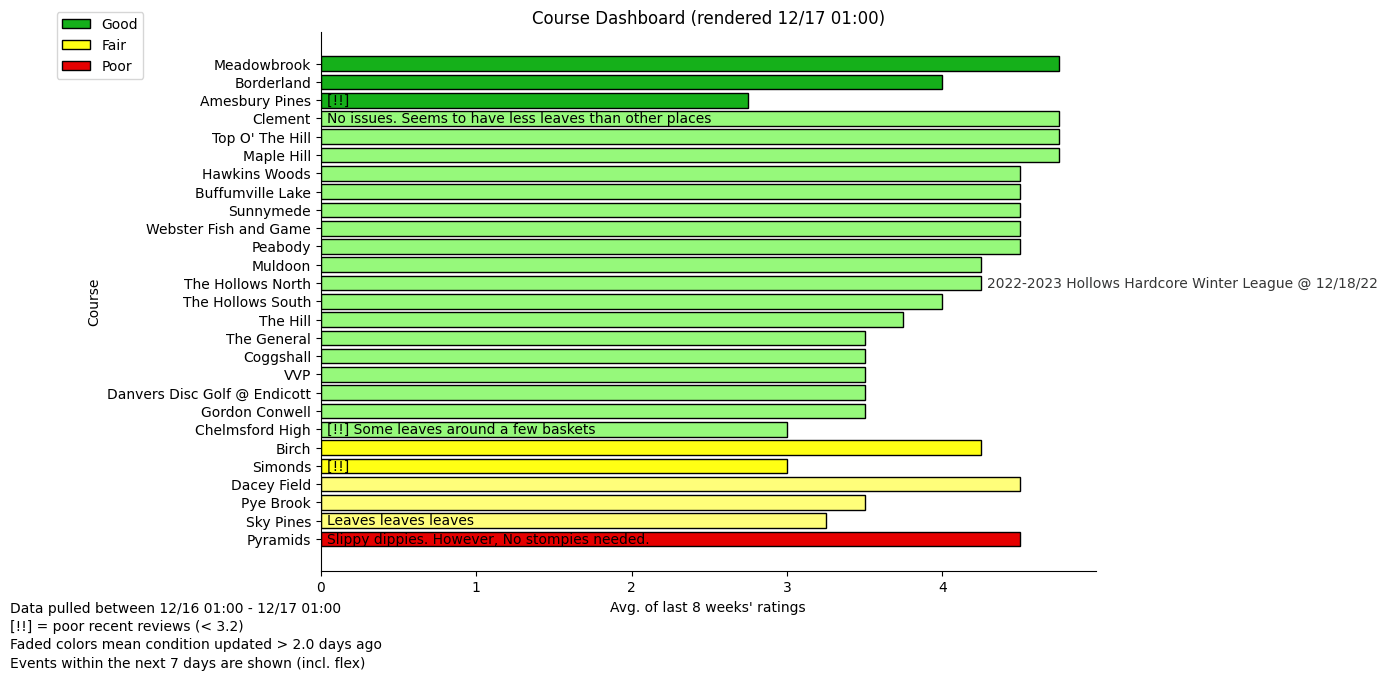 Course Dashboard (rendered 12/17 01:00)
Good
Fair
Poor
Course
Meadowbrook
Borderland
Amesbury Pines [!!]
Clement No issues. Seems to have less leaves than other places
Top O' The Hill
Maple Hill
Hawkins Woods
Buffumville Lake
Sunnymede
Webster Fish and Game
Peabody
Muldoon
The Hollows North 2022-2023 Hollows Hardcore Winter League @ 12/18/22
The Hollows South
The Hill
The General
Coggshall
VVP
Danvers Disc Golf @ Endicott
Gordon Conwell
Chelmsford High [!!] Some leaves around a few baskets
Birch
Simonds [!!]
Dacey Field
Pye Brook
Sky Pines Leaves leaves leaves
Pyramids Slippy dippies. However, No stompies needed.
0 1 2 3 4
Avg. of last 8 weeks' ratings
Data pulled between 12/16 01:00 - 12/17 01:00
[!!] = poor recent reviews (< 3.2)
Faded colors mean condition updated > 2.0 days ago
Events within the next 7 days are shown (incl. flex)